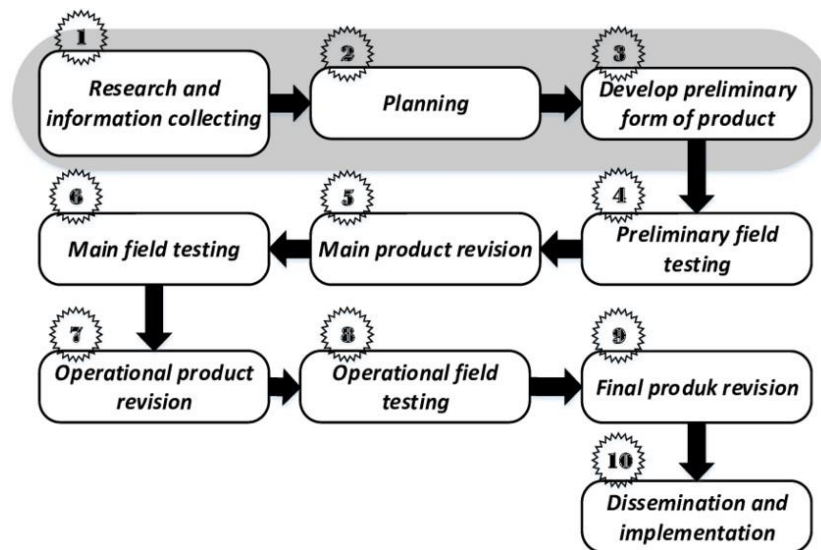 1
Research and
information collecting
2
Planning
3
Develop preliminary
form of product
4
Preliminary field
testing
5
Main product revision
6
Main field testing
7
Operational product
revision
8
Operational field
testing
9
Final produk revision
10
Dissemination and
implementation